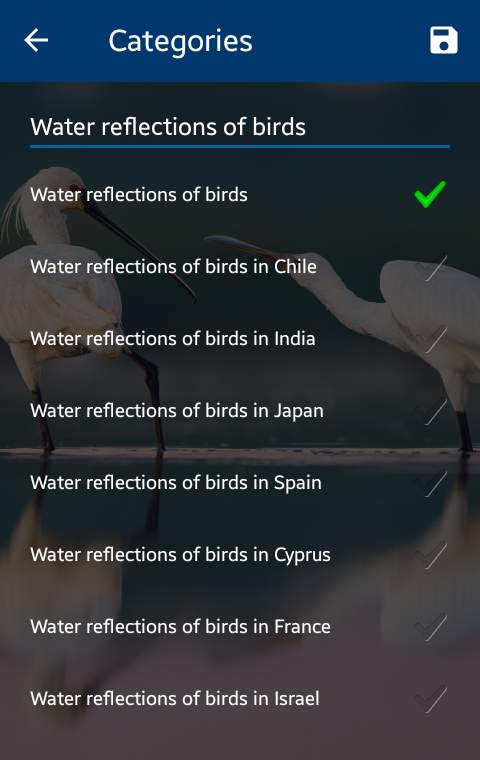 Categories
Water reflections of birds
Water reflections of birds
Water reflections of birds in Chile
Water reflections of birds in India
Water reflections of birds in Japan
Water reflections of birds in Spain
Water reflections of birds in Cyprus
Water reflections of birds in France
Water reflections of birds in Israel